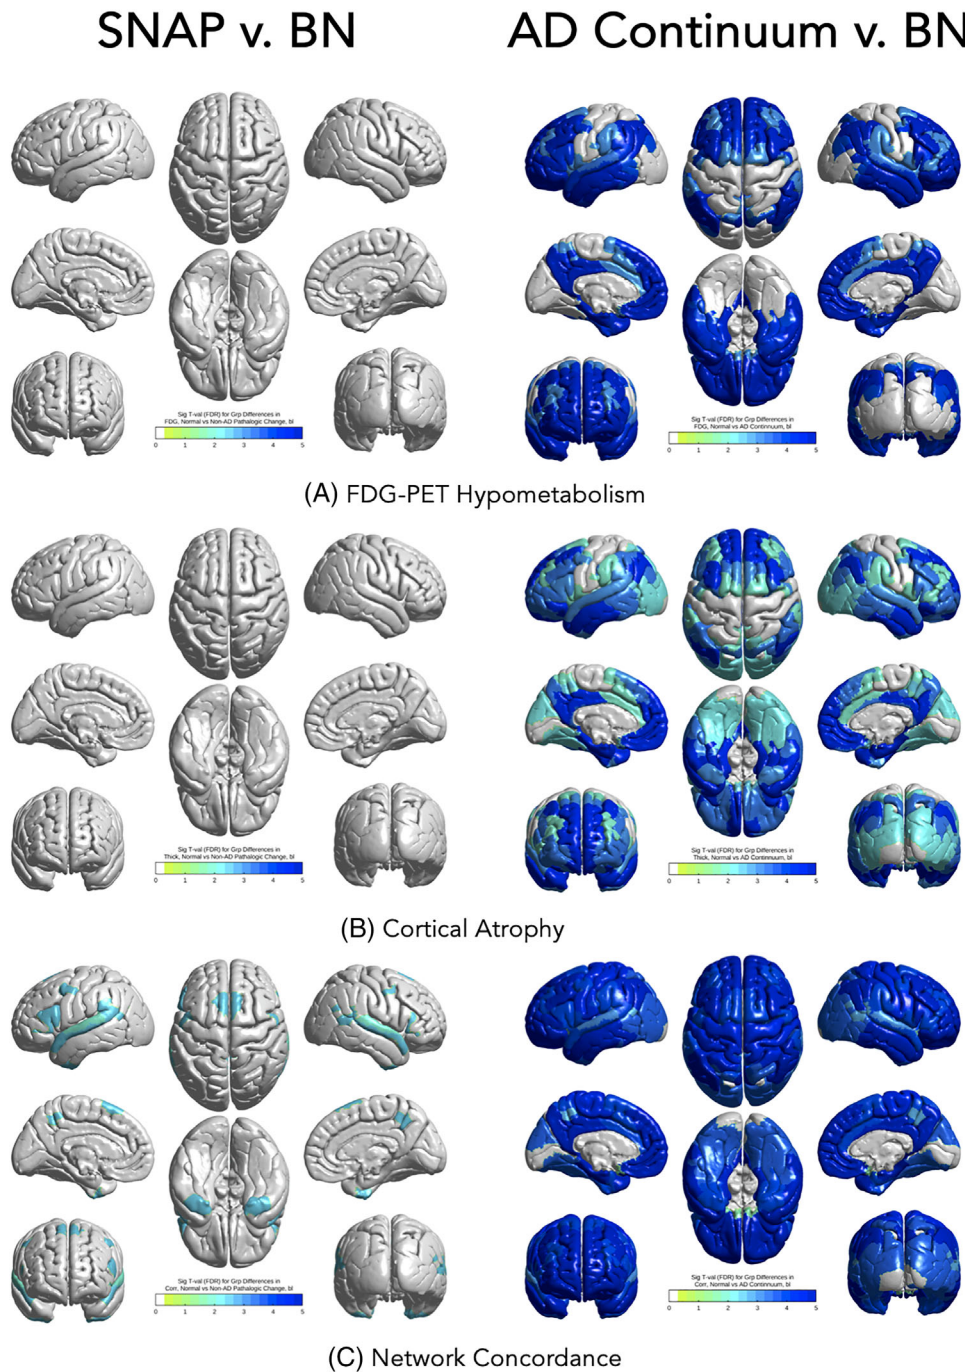 SNAP v. BN
AD Continuum v. BN
Sig T-val (FDR) for Grp Differences in
FDG, Normal vs Non-AD Pathologic Change, bl
0 1 2 3 4 5
Sig T-val (FDR) for Grp Differences in
FDG, Normal vs AD Continnuum, bl
0 1 2 3 4 5
(A) FDG-PET Hypometabolism
Sig T-val (FDR) for Grp Differences in
Thick, Normal vs Non-AD Pathologic Change, bl
0 1 2 3 4 5
Sig T-val (FDR) for Grp Differences in
Thick, Normal vs AD Continnuum, bl
0 1 2 3 4 5
(B) Cortical Atrophy
Sig T-val (FDR) for Grp Differences in
Corr, Normal vs Non-AD Pathologic Change, bl
0 1 2 3 4 5
Sig T-val (FDR) for Grp Differences in
Corr, Normal vs AD Continnuum, bl
0 1 2 3 4 5
(C) Network Concordance